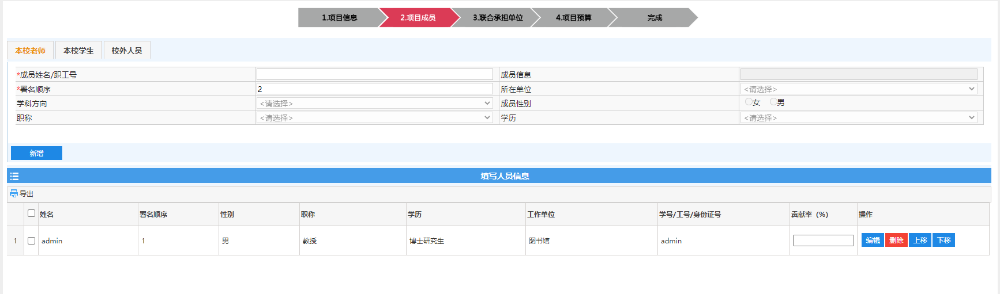 1.项目信息 2.项目成员 3.联合承担单位 4.项目预算 完成
本校老师 本校学生 校外人员
*成员姓名/职工号 成员信息
*署名顺序 2 所在单位 <请选择>
学科方向 <请选择> 成员性别 女 男
职称 <请选择> 学历 <请选择>
新增
填写人员信息
导出
姓名 署名顺序 性别 职称 学历 工作单位 学号/工号/身份证号 贡献率（%） 操作
1 admin 1 男 教授 博士研究生 图书馆 admin 编辑 删除 上移 下移